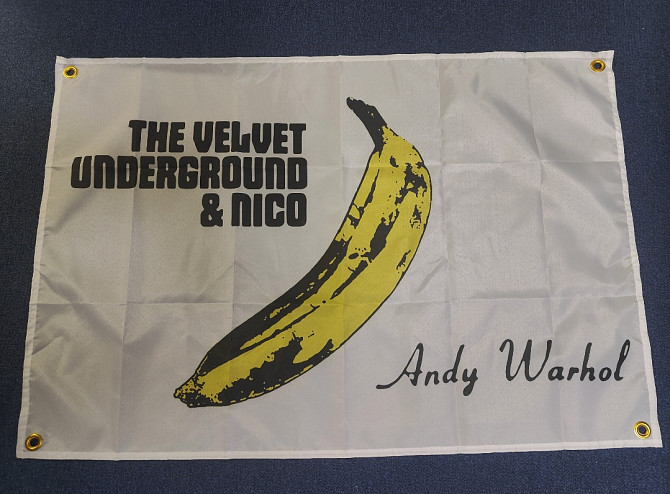 THE VELVET
UNDERGROUND
& NICO
Andy Warhol